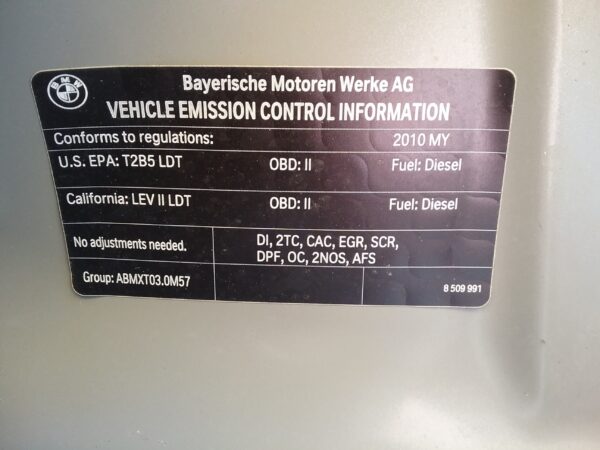 BMW
Bayerische Motoren Werke AG
VEHICLE EMISSION CONTROL INFORMATION
Conforms to regulations: 2010 MY
U.S. EPA: T2B5 LDT OBD: II Fuel: Diesel
California: LEV II LDT OBD: II Fuel: Diesel
No adjustments needed.
DI, 2TC, CAC, EGR, SCR,
DPF, OC, 2NOS, AFS
Group: ABMXT03.0M57
8 509 991